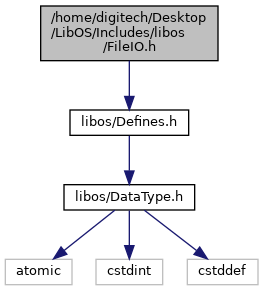 /home/digitech/Desktop
/LibOS/Includes/libos
/FileIO.h
libos/Defines.h
libos/DataType.h
atomic
cstdint
cstddef